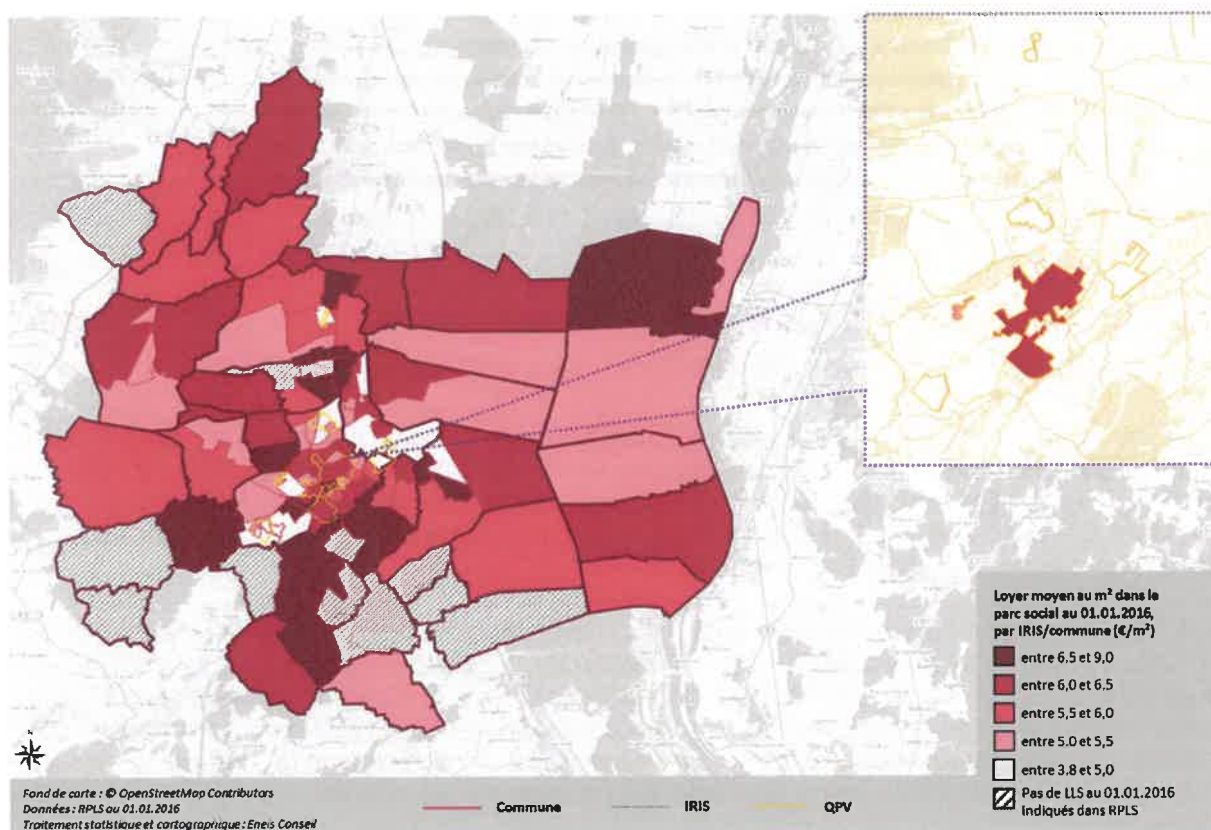 Loyer moyen au m² dans le
parc social au 01.01.2016,
par IRIS/commune (€/m²)
entre 6,5 et 9,0
entre 6,0 et 6,5
entre 5,5 et 6,0
entre 5.0 et 5,5
entre 3.8 et 5,0
Pas de LLS au 01.01.2016
indiqués dans RPLS
Fond de carte : © OpenStreetMap Contributors
Données : RPLS au 01.01.2016
Traitement statistique et cartographique : Eneis Conseil
Commune
IRIS
QPV